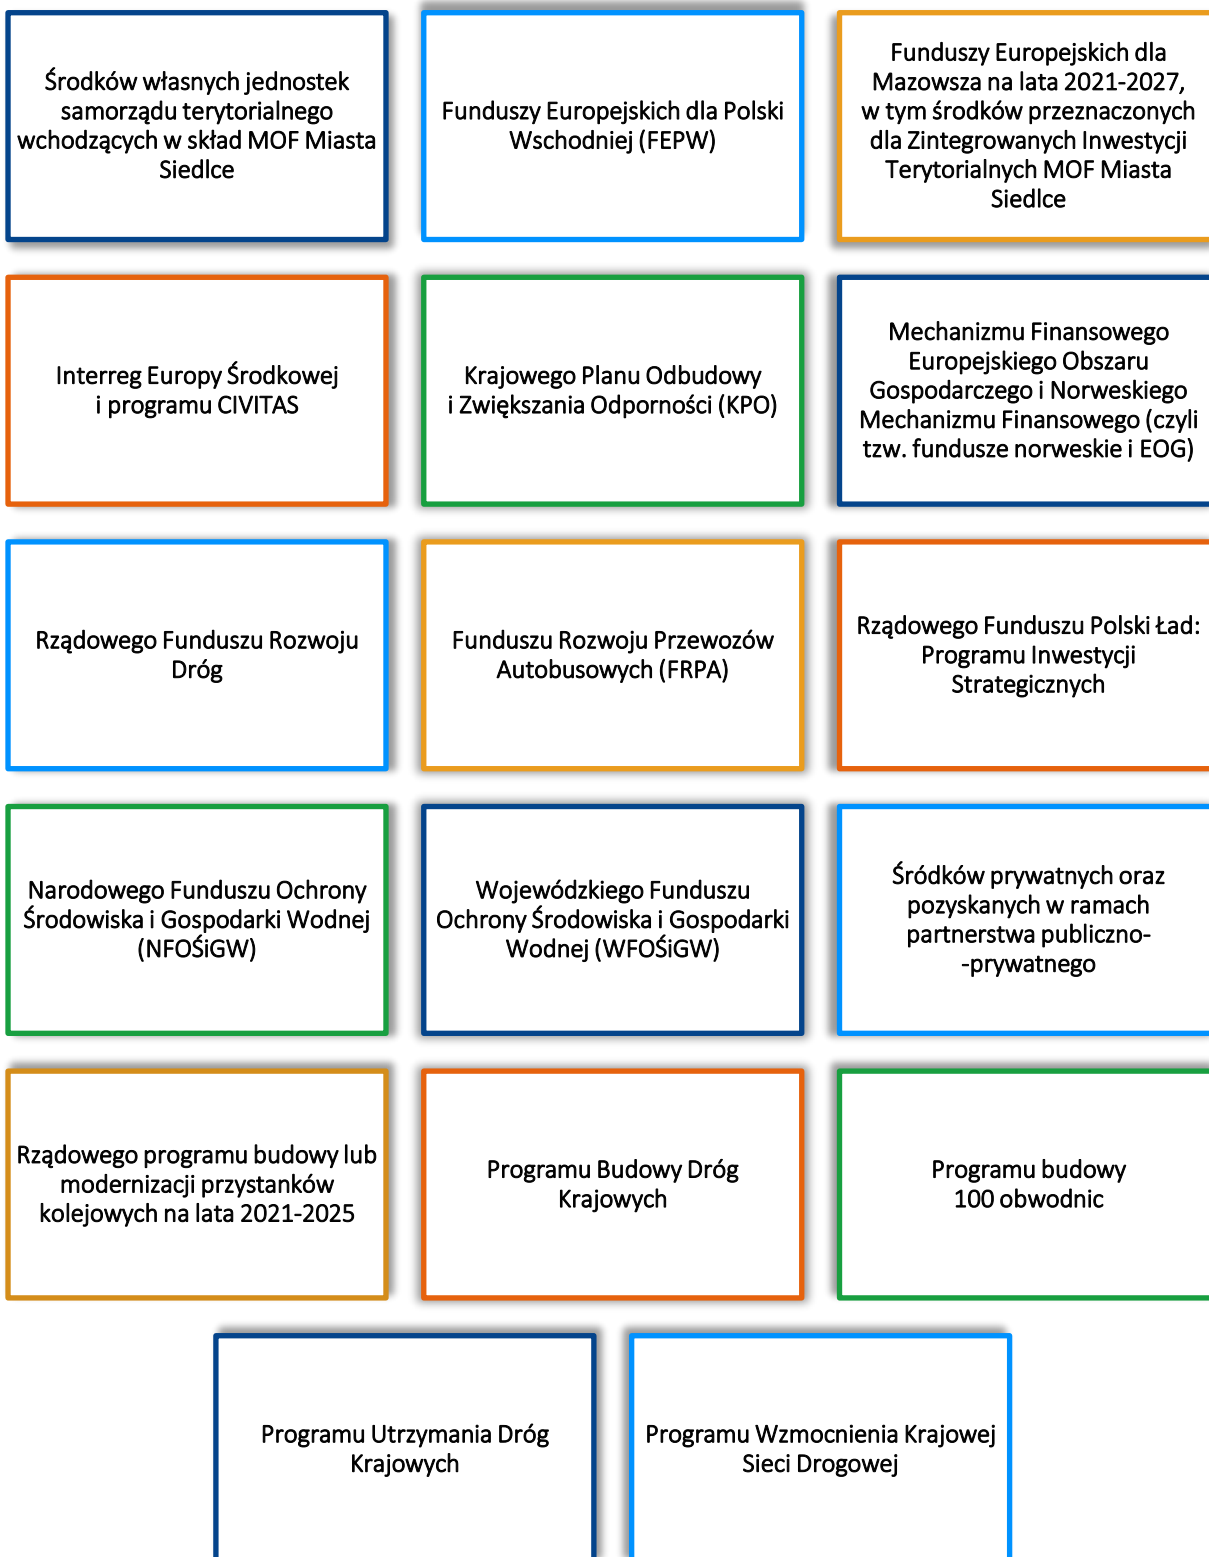 Środków własnych jednostek
samorządu terytorialnego
wchodzących w skład MOF Miasta
Siedlce
Funduszy Europejskich dla Polski
Wschodniej (FEPW)
Funduszy Europejskich dla
Mazowsza na lata 2021-2027,
w tym środków przeznaczonych
dla Zintegrowanych Inwestycji
Terytorialnych MOF Miasta
Siedlce
Interreg Europy Środkowej
i programu CIVITAS
Krajowego Planu Odbudowy
i Zwiększania Odporności (KPO)
Mechanizmu Finansowego
Europejskiego Obszaru
Gospodarczego i Norweskiego
Mechanizmu Finansowego (czyli
tzw. fundusze norweskie i EOG)
Rządowego Funduszu Rozwoju
Dróg
Funduszu Rozwoju Przewozów
Autobusowych (FRPA)
Rządowego Funduszu Polski Ład:
Programu Inwestycji
Strategicznych
Narodowego Funduszu Ochrony
Środowiska i Gospodarki Wodnej
(NFOŚiGW)
Wojewódzkiego Funduszu
Ochrony Środowiska i Gospodarki
Wodnej (WFOŚiGW)
Śródków prywatnych oraz
pozyskanych w ramach
partnerstwa publiczno-
-prywatnego
Rządowego programu budowy lub
modernizacji przystanków
kolejowych na lata 2021-2025
Programu Budowy Dróg
Krajowych
Programu budowy
100 obwodnic
Programu Utrzymania Dróg
Krajowych
Programu Wzmocnienia Krajowej
Sieci Drogowej